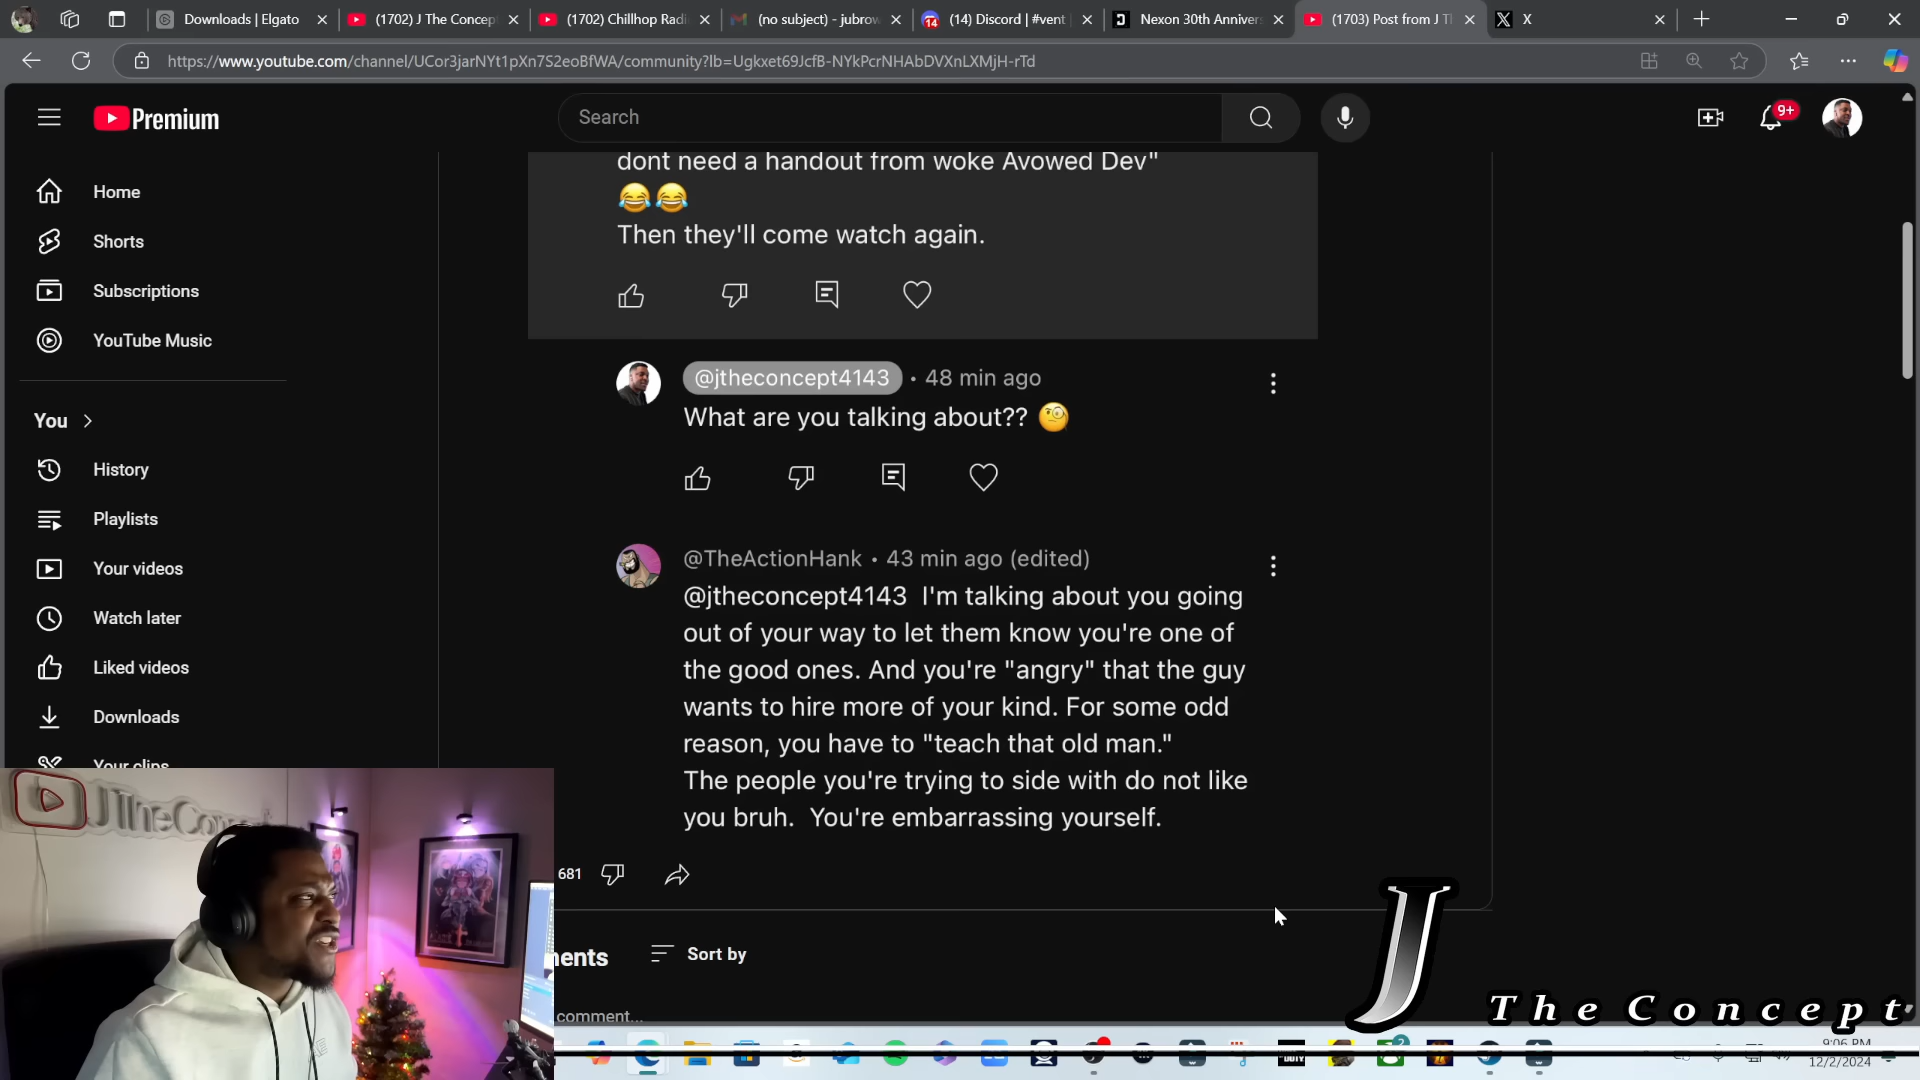 Downloads | Elgato
(1702) J The Concep
(1702) Chillhop Radi
(no subject) - jubrow
(14) Discord | #vent
Nexon 30th Anniver
(1703) Post from J T
X
https://www.youtube.com/channel/UCor3jarNYt1pXn7S2eoBfWA/community?lb=Ugkxet69JcfB-NYkPcrNHAbDVXnLXMjH-rTd
Premium
Search
9+
Home
Shorts
Subscriptions
YouTube Music
You
History
Playlists
Your videos
Watch later
Liked videos
Downloads
Your clips
dont need a handout from woke Avowed Dev"
😂😂
Then they'll come watch again.
@jtheconcept4143 • 48 min ago
What are you talking about?? 🧐
@TheActionHank • 43 min ago (edited)
@jtheconcept4143 I'm talking about you going
out of your way to let them know you're one of
the good ones. And you're "angry" that the guy
wants to hire more of your kind. For some odd
reason, you have to "teach that old man."
The people you're trying to side with do not like
you bruh. You're embarrassing yourself.
681
ments
Sort by
comment...
JTheConcept
J
The Concept
9:06 PM
12/2/2024